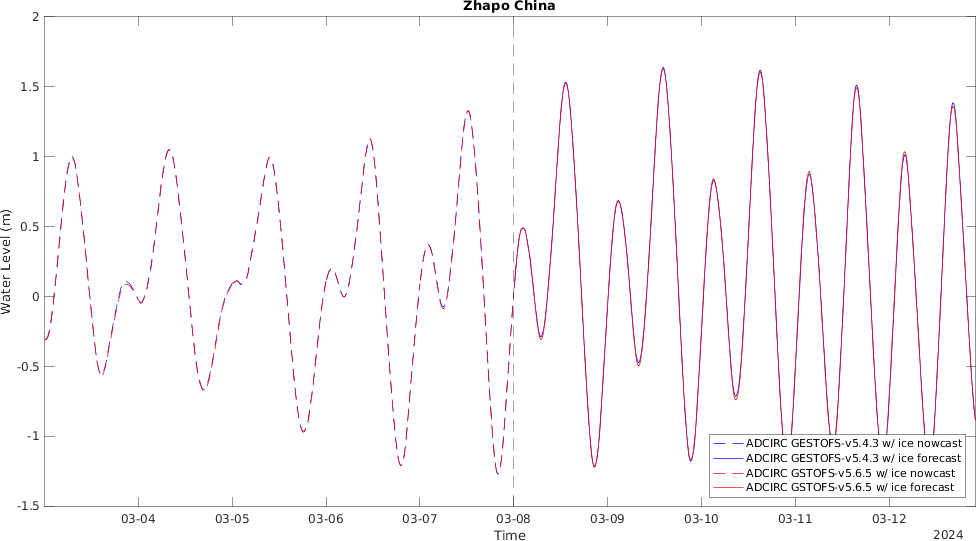 Zhapo China
2
1.5
1
0.5
0
-0.5
-1
-1.5
Water Level (m)
ADCIRC GESTOFS-v5.4.3 w/ ice nowcast
ADCIRC GESTOFS-v5.4.3 w/ ice forecast
ADCIRC GSTOFS-v5.6.5 w/ ice nowcast
ADCIRC GSTOFS-v5.6.5 w/ ice forecast
03-04 03-05 03-06 03-07 03-08 03-09 03-10 03-11 03-12
Time
2024